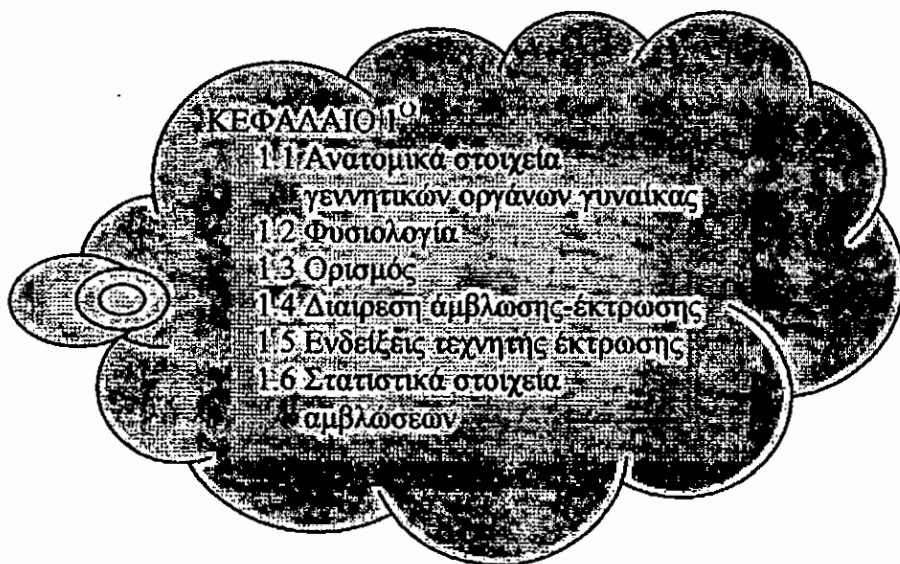 ΚΕΦΑΛΑΙΟ 1Ο
1.1 Ανατομικά στοιχεία
γεννητικών οργάνων γυναίκας
1.2 Φυσιολογία
1.3 Ορισμός
1.4 Διαίρεση άμβλωσης-έκτρωσης
1.5 Ενδείξεις τεχνητής έκτρωσης
1.6 Στατιστικά στοιχεία
αμβλώσεων